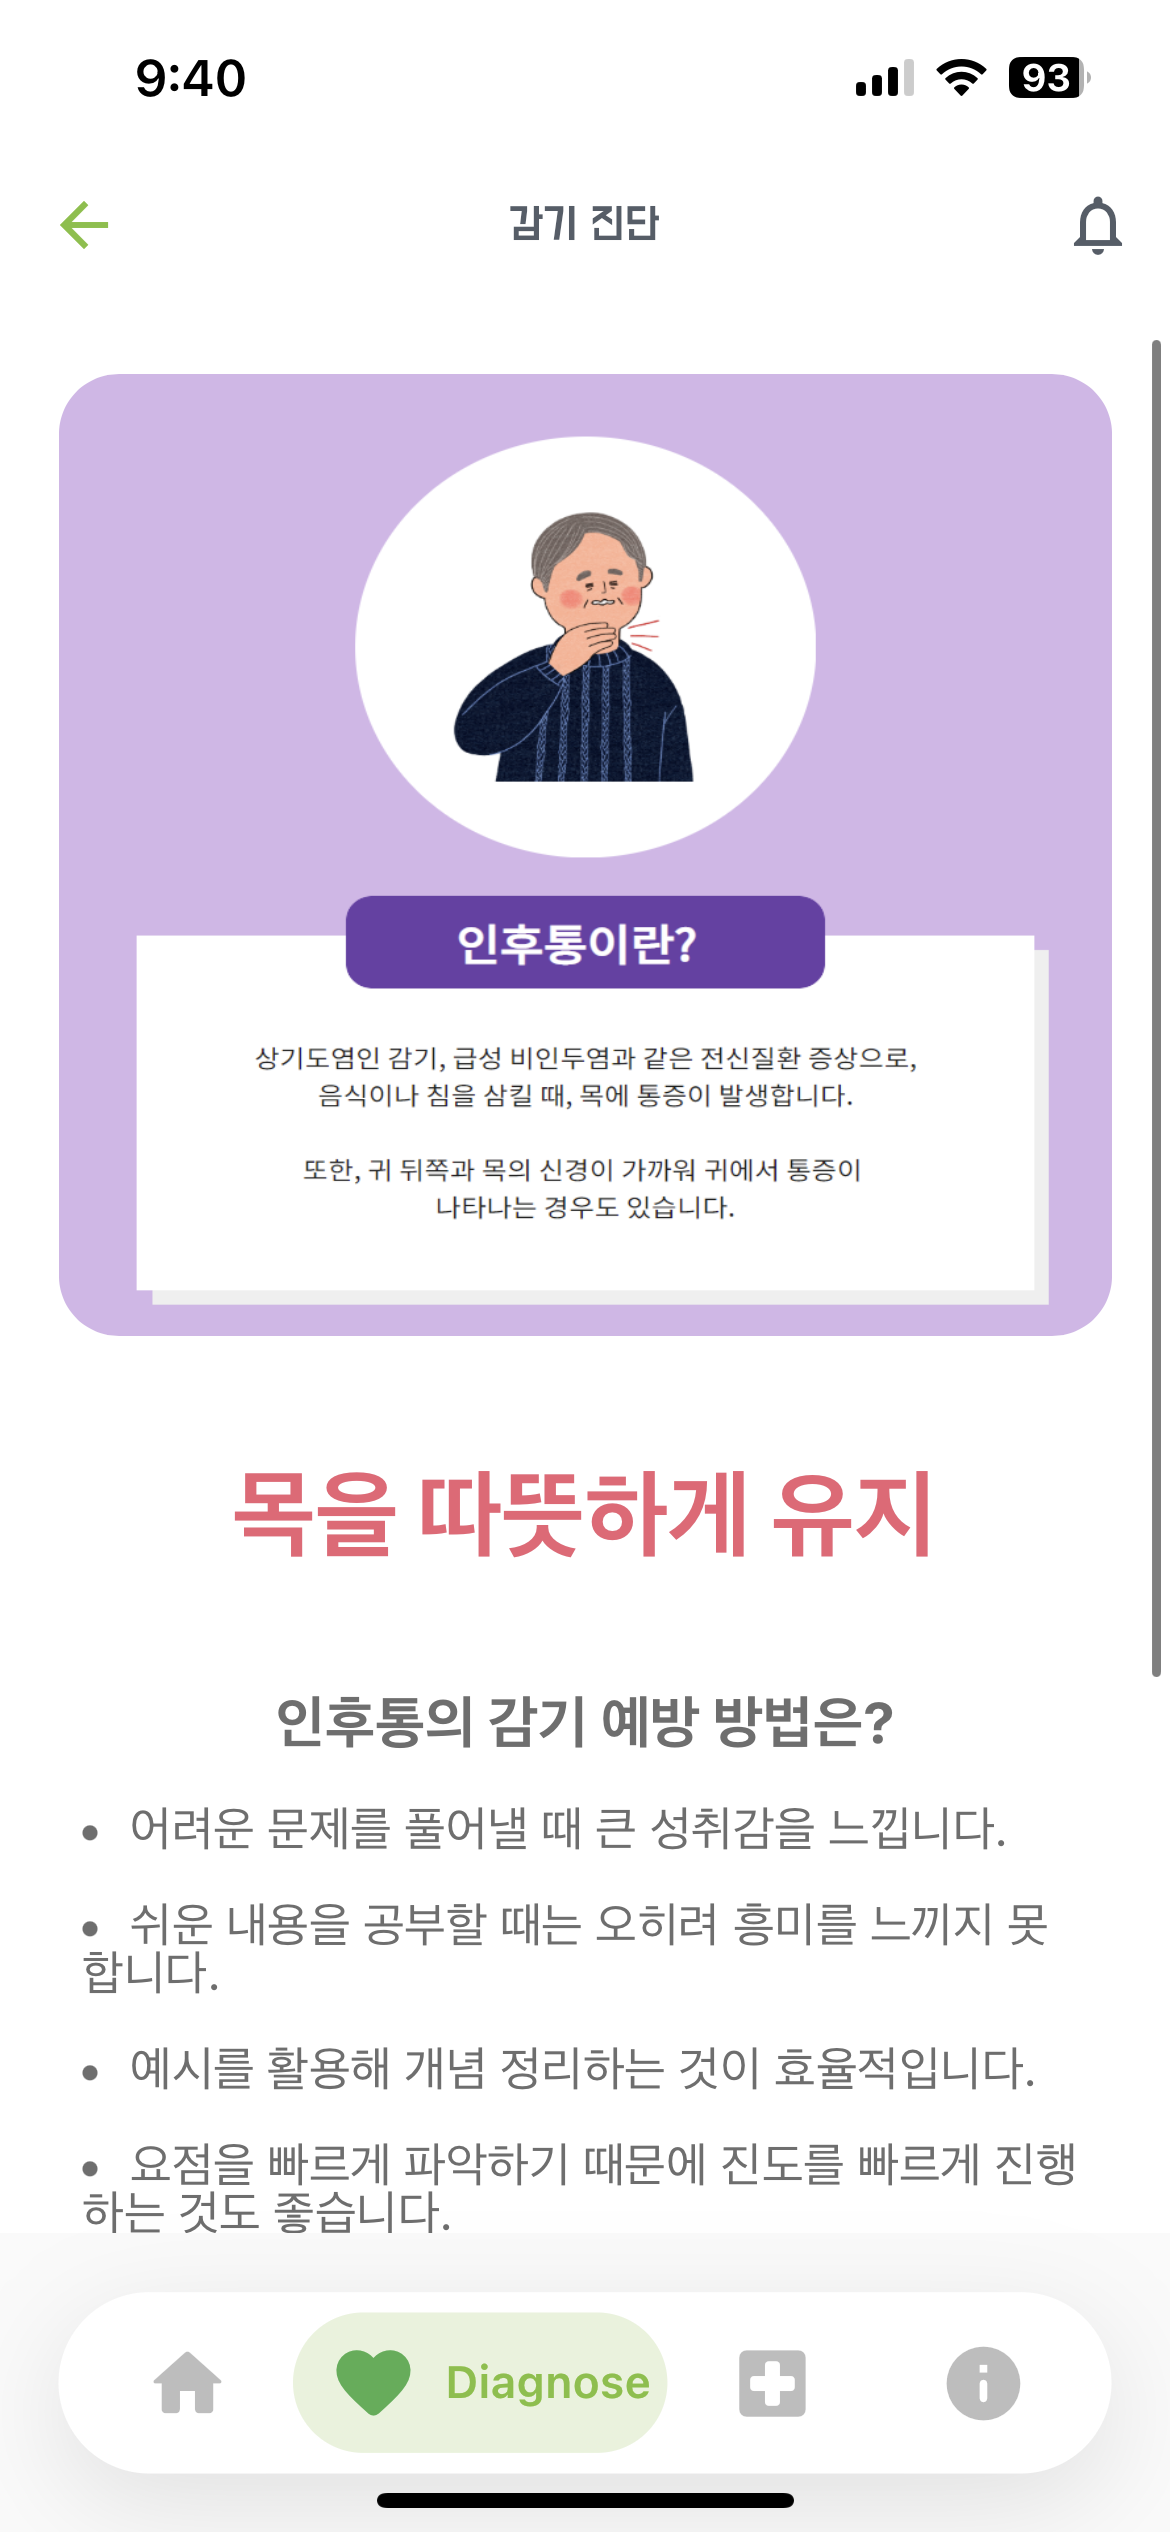 9:40
93
감기 진단
인후통이란?
상기도염인 감기, 급성 비인두염과 같은 전신질환 증상으로,
음식이나 침을 삼킬 때, 목에 통증이 발생합니다.
또한, 귀 뒤쪽과 목의 신경이 가까워 귀에서 통증이
나타나는 경우도 있습니다.
목을 따뜻하게 유지
인후통의 감기 예방 방법은?
• 어려운 문제를 풀어낼 때 큰 성취감을 느낍니다.
• 쉬운 내용을 공부할 때는 오히려 흥미를 느끼지 못
합니다.
• 예시를 활용해 개념 정리하는 것이 효율적입니다.
• 요점을 빠르게 파악하기 때문에 진도를 빠르게 진행
하는 것도 좋습니다.
Diagnose